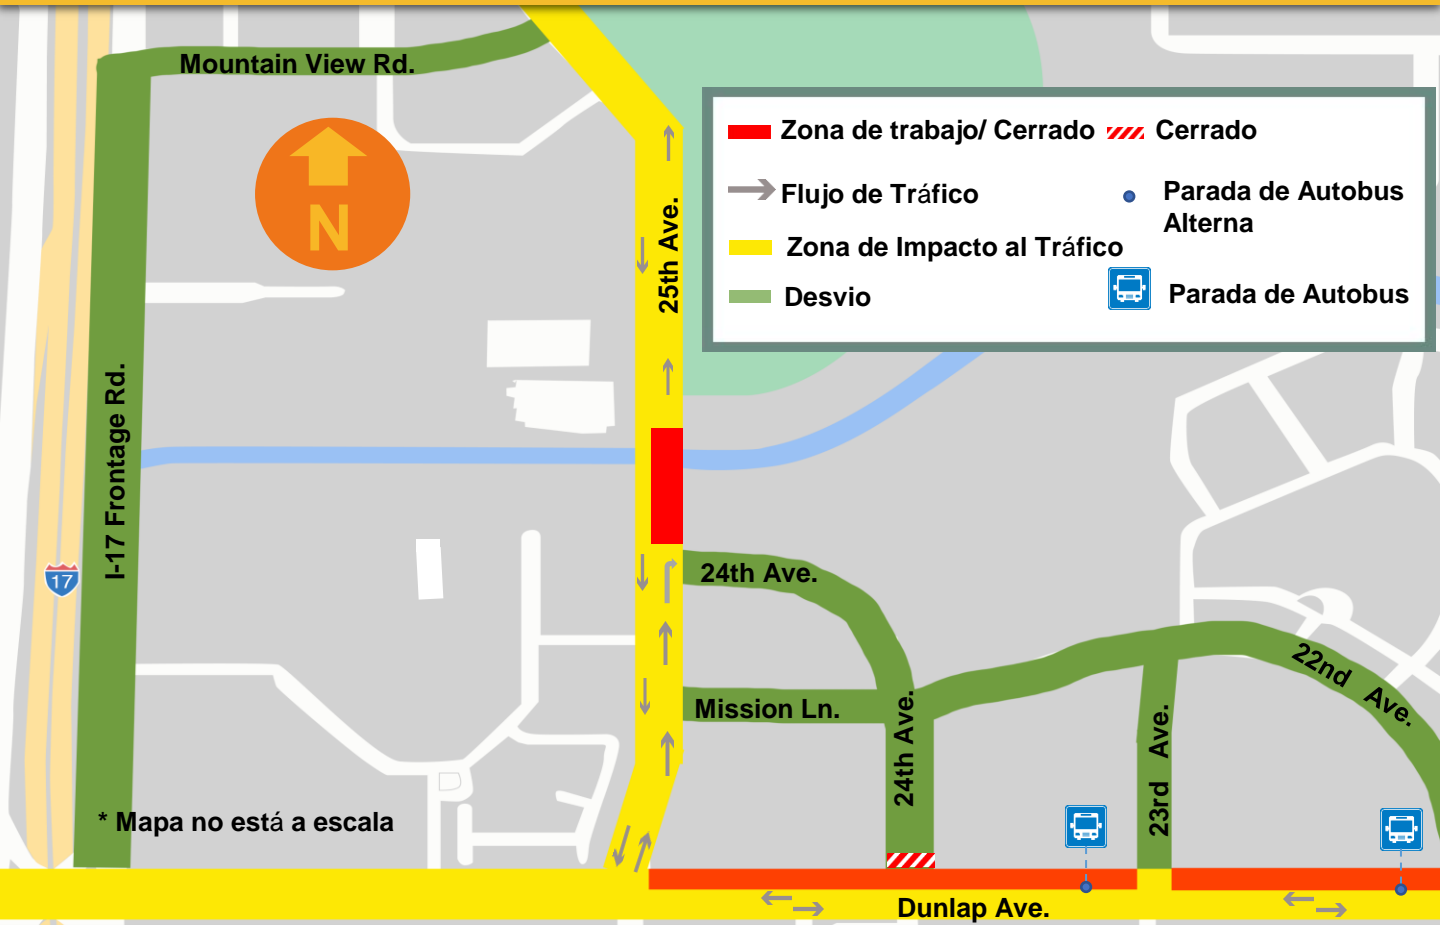 Mountain View Rd.
N
25th Ave.
Zona de trabajo/ Cerrado
Cerrado
Flujo de Tráfico
Parada de Autobus
Alterna
Zona de Impacto al Tráfico
Desvio
Parada de Autobus
I-17 Frontage Rd.
17
24th Ave.
Mission Ln.
24th Ave.
23rd Ave.
22nd Ave.
* Mapa no está a escala
Dunlap Ave.